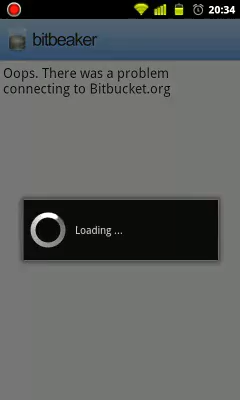 20:34
bitbeaker
Oops. There was a problem
connecting to Bitbucket.org
Loading ...